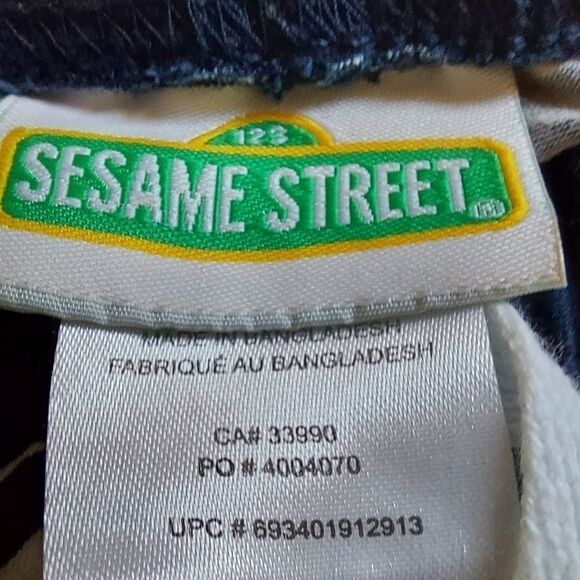 123
SESAME STREET
MADE IN BANGLADESH
FABRIQUÉ AU BANGLADESH
CA# 33990
PO # 4004070
UPC # 693401912913